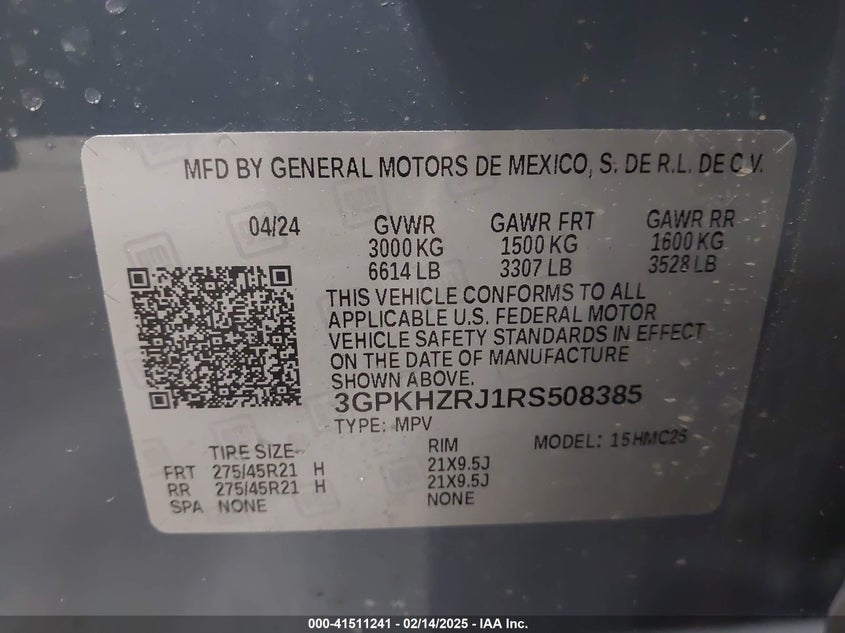 MFD BY GENERAL MOTORS DE MEXICO, S. DE R.L. DE C.V.
04/24 GVWR GAWR FRT GAWR RR
3000 KG 1500 KG 1600 KG
6614 LB 3307 LB 3528 LB
THIS VEHICLE CONFORMS TO ALL
APPLICABLE U.S. FEDERAL MOTOR
VEHICLE SAFETY STANDARDS IN EFFECT
ON THE DATE OF MANUFACTURE
SHOWN ABOVE.
3GPKHZRJ1RS508385
TYPE: MPV
TIRE SIZE RIM MODEL: 15HMC26
FRT 275/45R21 H 21X9.5J
RR 275/45R21 H 21X9.5J
SPA NONE NONE
000-41511241 - 02/14/2025 - IAA Inc.